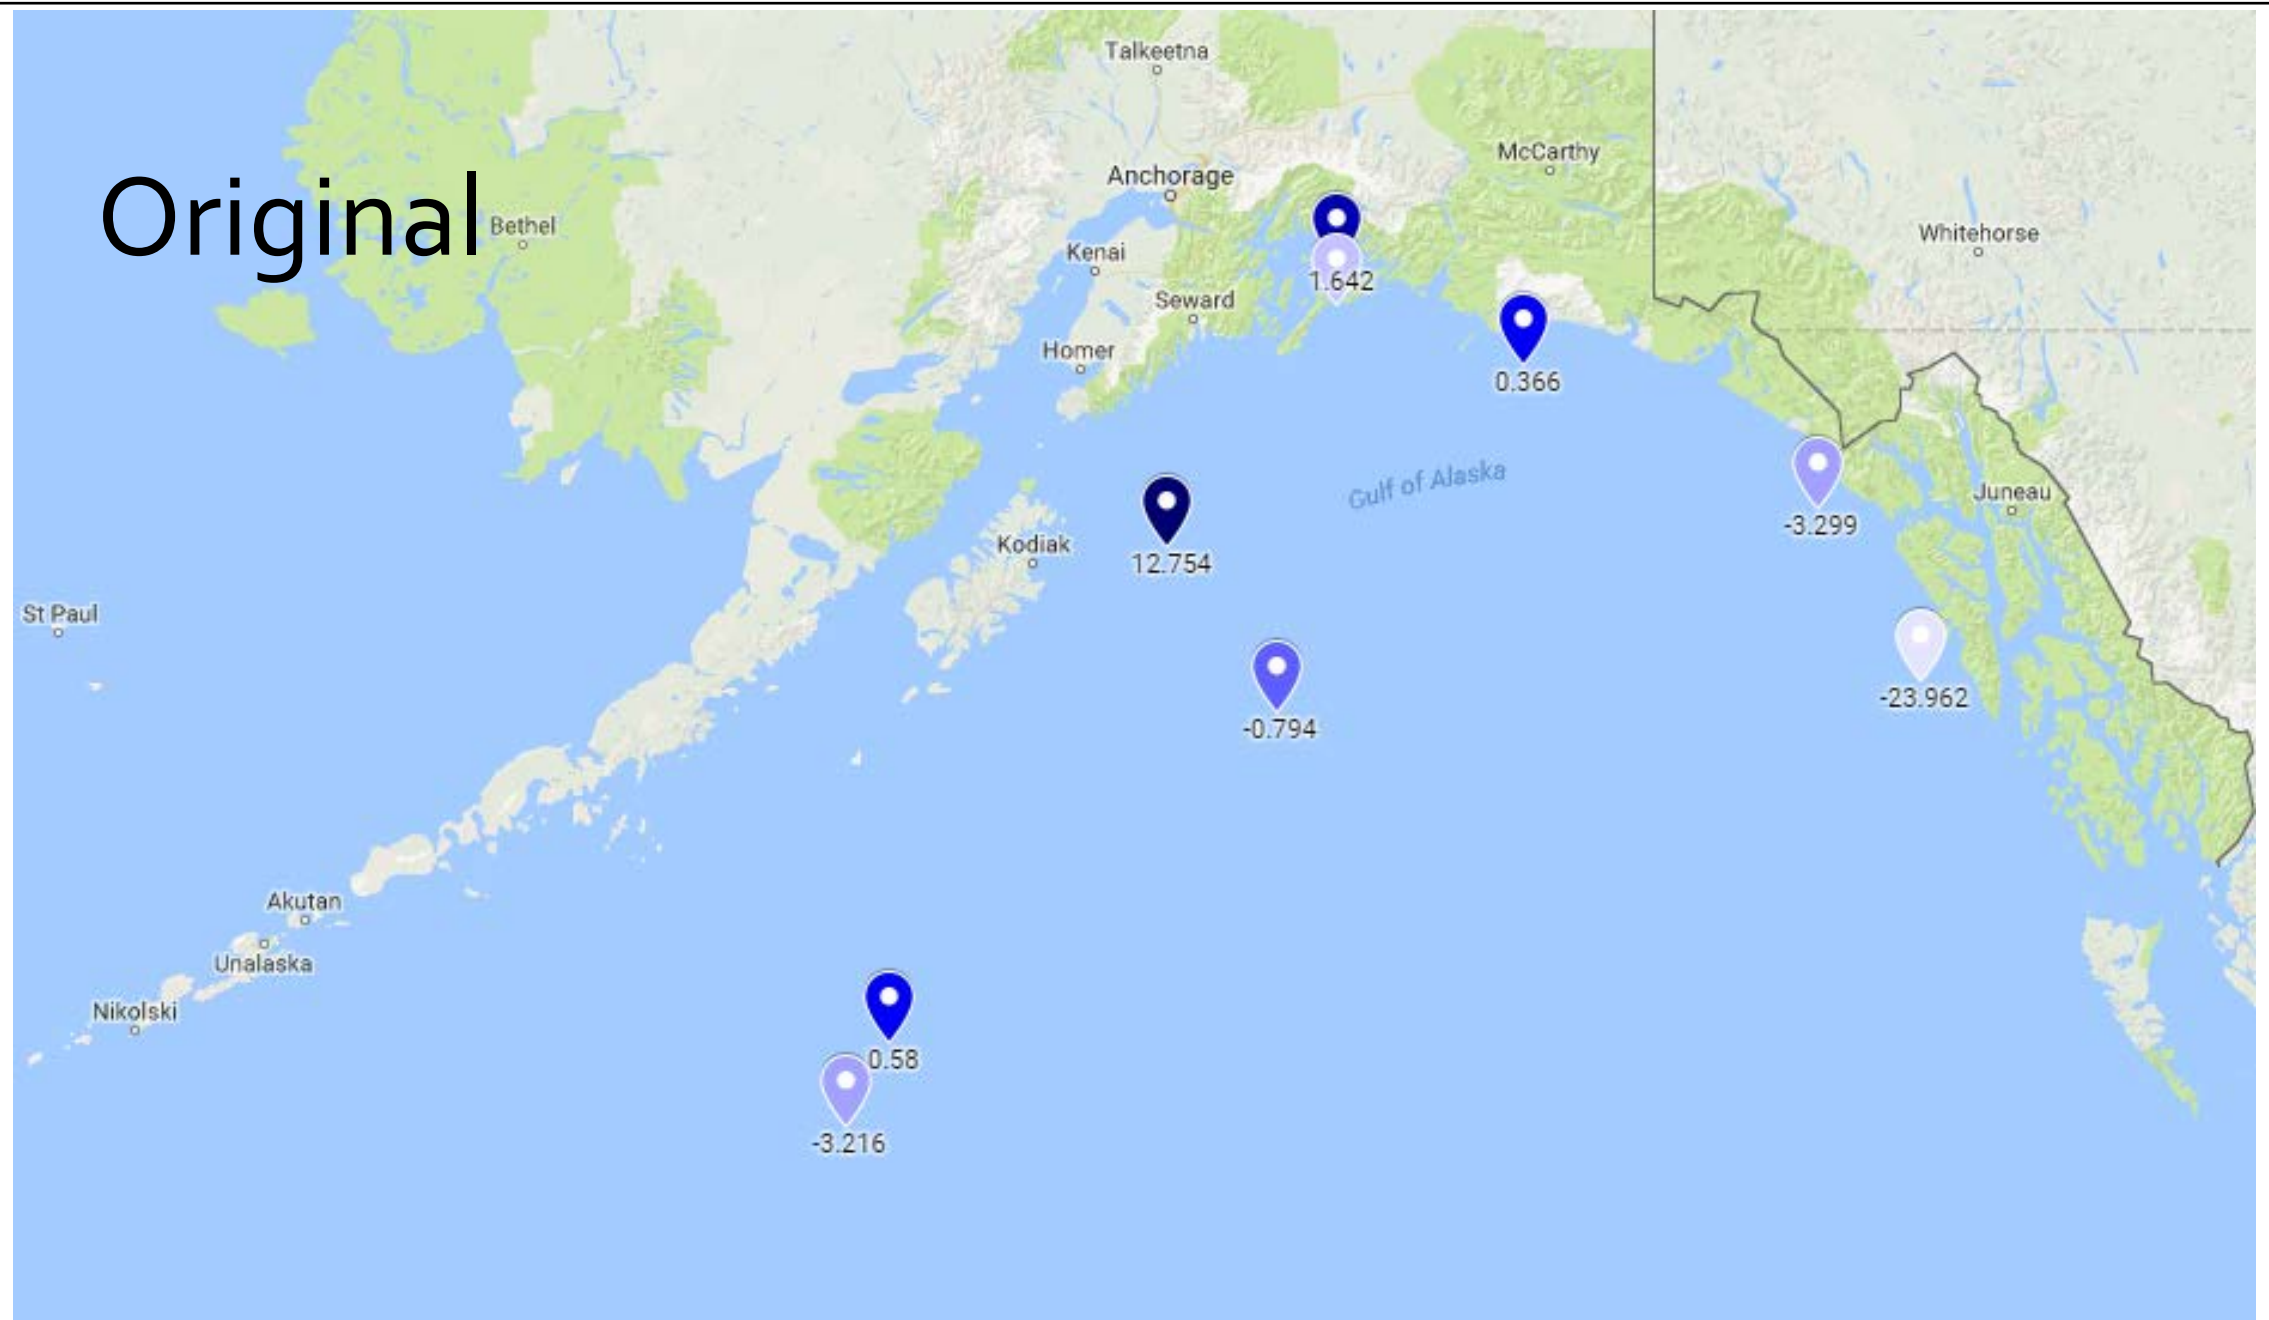 Talkeetna
McCarthy
Anchorage
Original
Bethel
Whitehorse
Kenai
1.642
Seward
Homer
0.366
Gulf of Alaska
Juneau
-3.299
Kodiak
12.754
St Paul
-23.962
-0.794
Akutan
Unalaska
Nikolski
0.58
-3.216